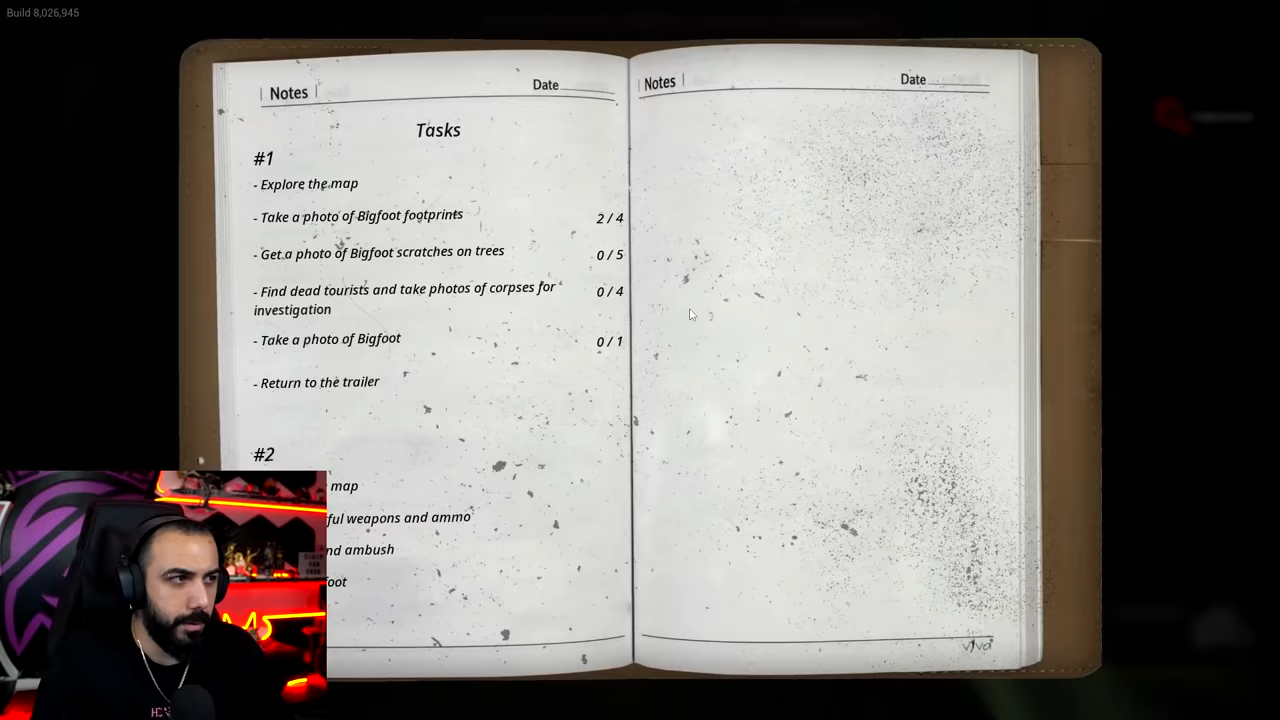 Build 8,026,945
Notes
Date
Tasks
#1
- Explore the map
- Take a photo of Bigfoot footprints 2 / 4
- Get a photo of Bigfoot scratches on trees 0 / 5
- Find dead tourists and take photos of corpses for 0 / 4
investigation
- Take a photo of Bigfoot 0 / 1
- Return to the trailer
#2
map
ful weapons and ammo
nd ambush
foot
Notes
Date